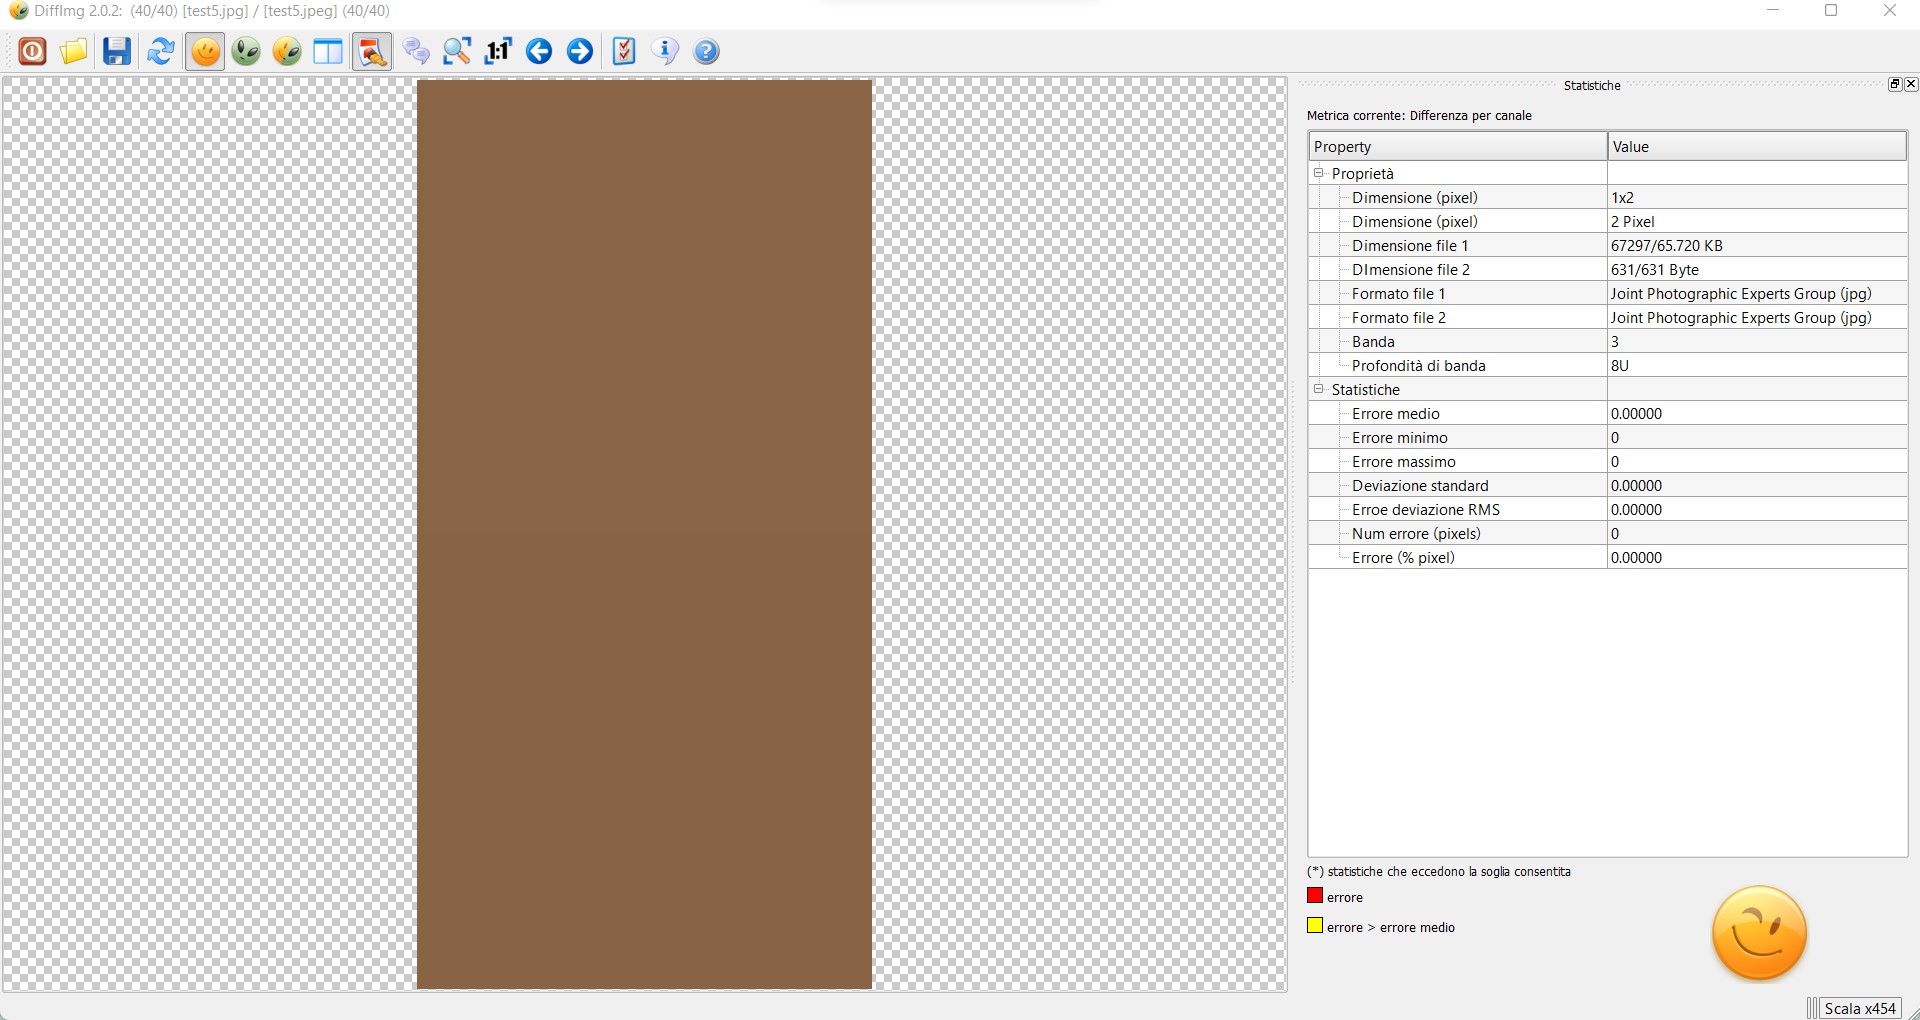 DiffImg 2.0.2: (40/40) [test5.jpg] / [test5.jpeg] (40/40)
1:1
Statistiche
Metrica corrente: Differenza per canale
Property Value
Proprietà
Dimensione (pixel) 1x2
Dimensione (pixel) 2 Pixel
Dimensione file 1 67297/65.720 KB
DImensione file 2 631/631 Byte
Formato file 1 Joint Photographic Experts Group (jpg)
Formato file 2 Joint Photographic Experts Group (jpg)
Banda 3
Profondità di banda 8U
Statistiche
Errore medio 0.00000
Errore minimo 0
Errore massimo 0
Deviazione standard 0.00000
Erroe deviazione RMS 0.00000
Num errore (pixels) 0
Errore (% pixel) 0.00000
(*) statistiche che eccedono la soglia consentita
errore
errore > errore medio
Scala x454